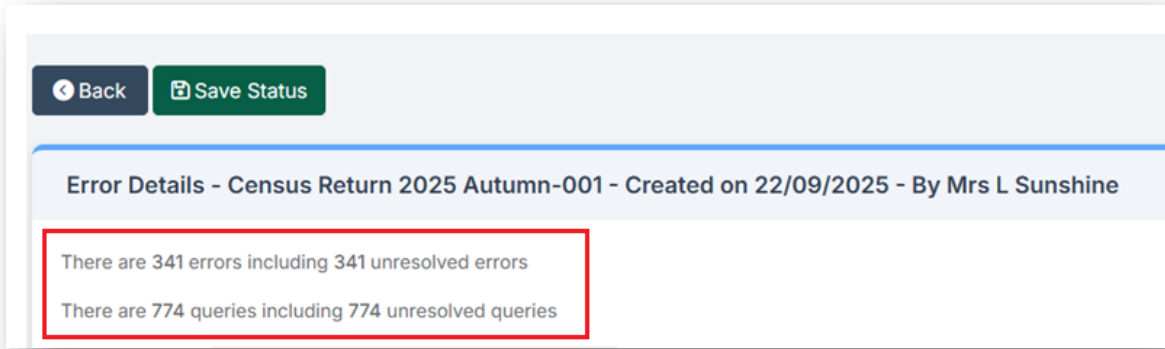 Back Save Status
Error Details - Census Return 2025 Autumn-001 - Created on 22/09/2025 - By Mrs L Sunshine
There are 341 errors including 341 unresolved errors
There are 774 queries including 774 unresolved queries